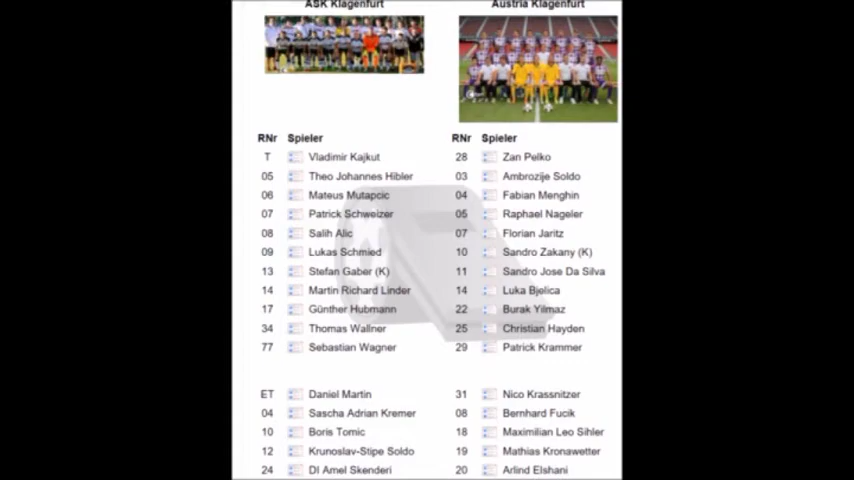 ASK Klagenfurt Austria Klagenfurt
RNr Spieler RNr Spieler
T Vladimir Kajkut 28 Zan Pelko
05 Theo Johannes Hibler 03 Ambrozije Soldo
06 Mateus Mutapcic 04 Fabian Menghin
07 Patrick Schweizer 05 Raphael Nageler
08 Salih Alic 07 Florian Jaritz
09 Lukas Schmied 10 Sandro Zakany (K)
13 Stefan Gaber (K) 11 Sandro Jose Da Silva
14 Martin Richard Linder 14 Luka Bjelica
17 Günther Hubmann 22 Burak Yilmaz
34 Thomas Wallner 25 Christian Hayden
77 Sebastian Wagner 29 Patrick Krammer
ET Daniel Martin 31 Nico Krassnitzer
04 Sascha Adrian Kremer 08 Bernhard Fucik
10 Boris Tomic 18 Maximilian Leo Sihler
12 Krunoslav-Stipe Soldo 19 Mathias Kronawetter
24 DI Amel Skenderi 20 Arlind Elshani